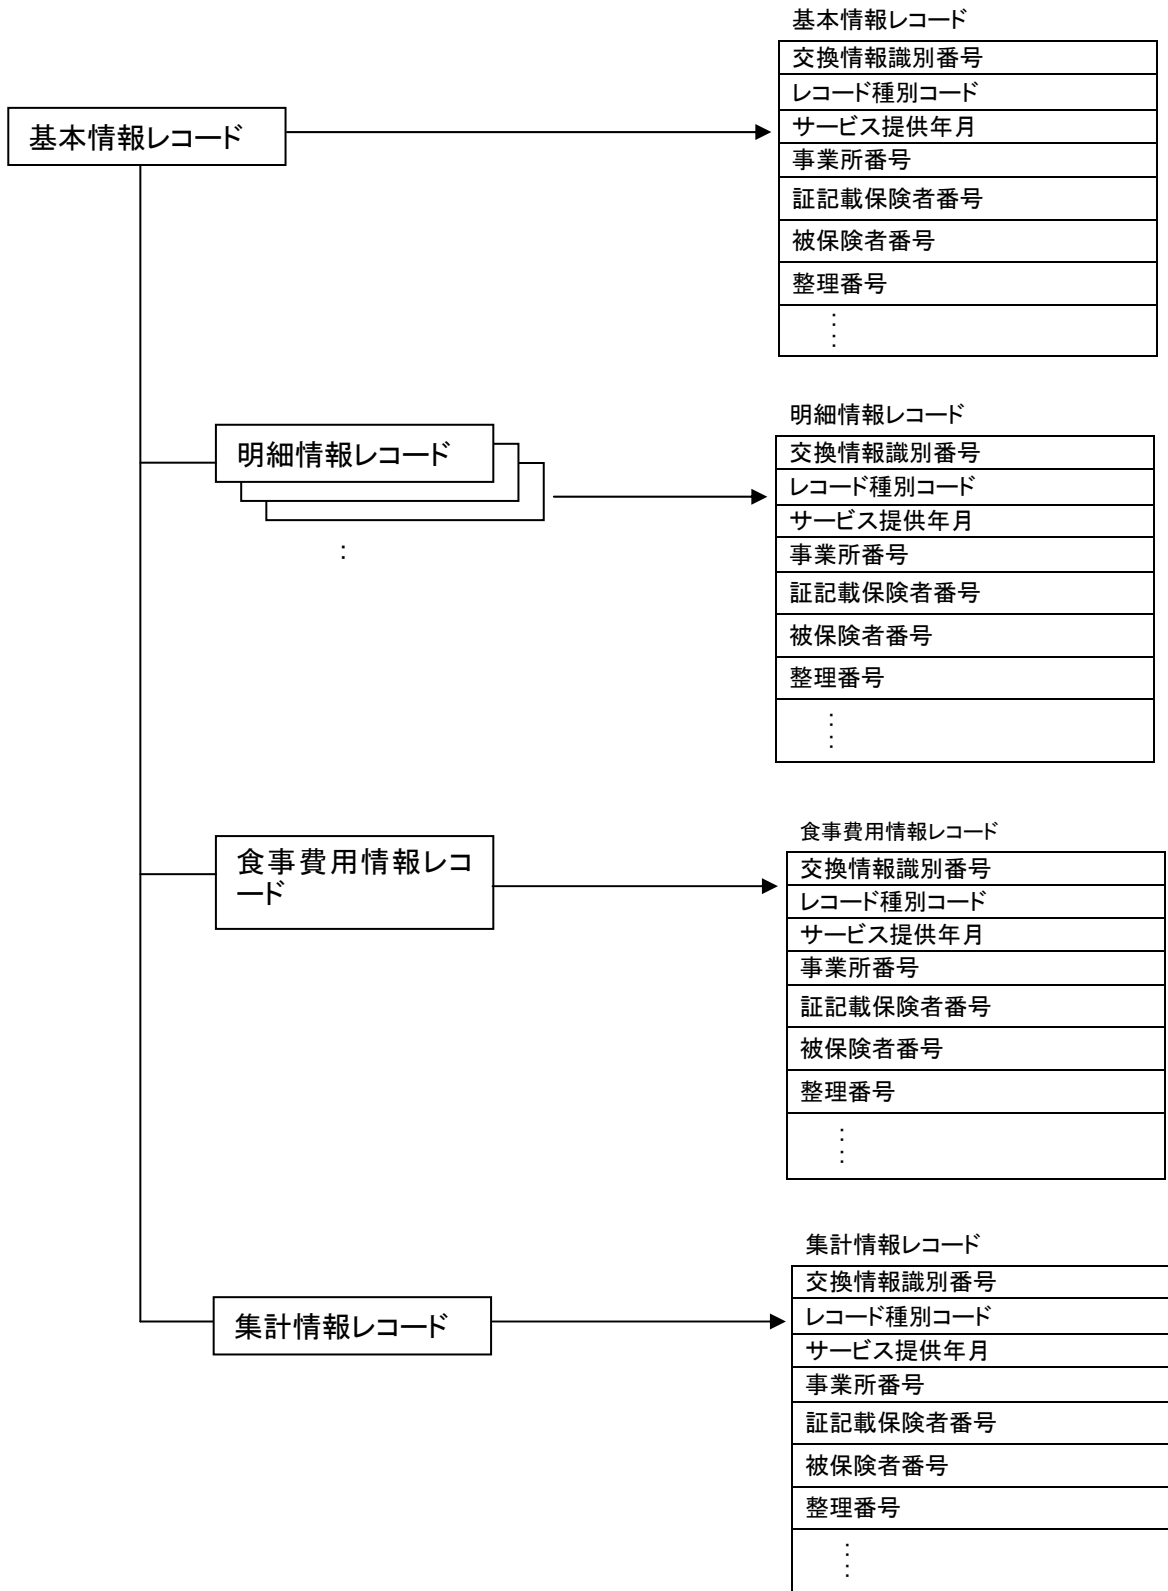 基本情報レコード
基本情報レコード
交換情報識別番号
レコード種別コード
サービス提供年月
事業所番号
証記載保険者番号
被保険者番号
整理番号
:
:
明細情報レコード
:
明細情報レコード
交換情報識別番号
レコード種別コード
サービス提供年月
事業所番号
証記載保険者番号
被保険者番号
整理番号
:
:
食事費用情報レコ
ード
食事費用情報レコード
交換情報識別番号
レコード種別コード
サービス提供年月
事業所番号
証記載保険者番号
被保険者番号
整理番号
:
:
集計情報レコード
集計情報レコード
交換情報識別番号
レコード種別コード
サービス提供年月
事業所番号
証記載保険者番号
被保険者番号
整理番号
:
: